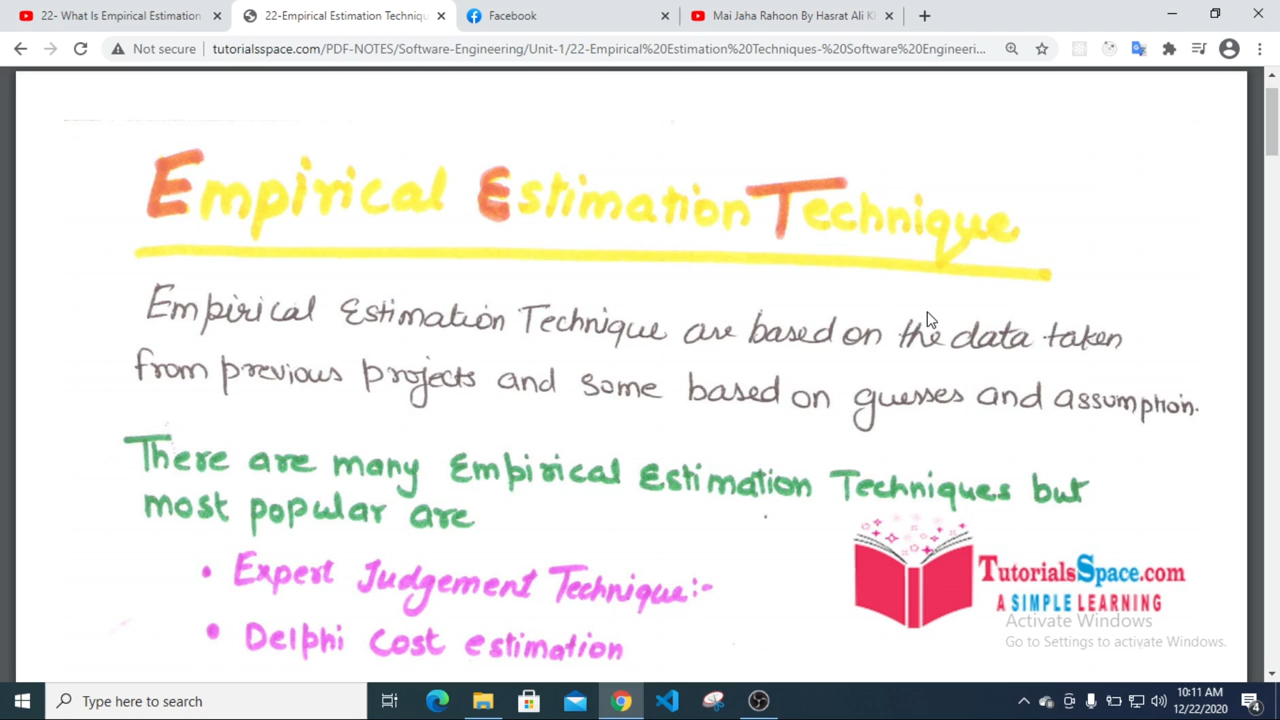 22- What Is Empirical Estimation
22-Empirical Estimation Techniqu
Facebook
Mai Jaha Rahoon By Hasrat Ali K
Not secure
tutorialsspace.com/PDF-NOTES/Software-Engineering/Unit-1/22-Empirical%20Estimation%20Techniques-%20Software%20Engineeri...
Empirical Estimation Technique
Empirical Estimation Technique are based on the data taken
from previous projects and some based on guesses and assumption.
There are many Empirical Estimation Techniques but
most popular are
• Expert Judgement Technique:-
• Delphi Cost estimation
TutorialsSpace.com
A SIMPLE LEARNING
Activate Windows
Go to Settings to activate Windows.
Type here to search
10:11 AM
12/22/2020
4